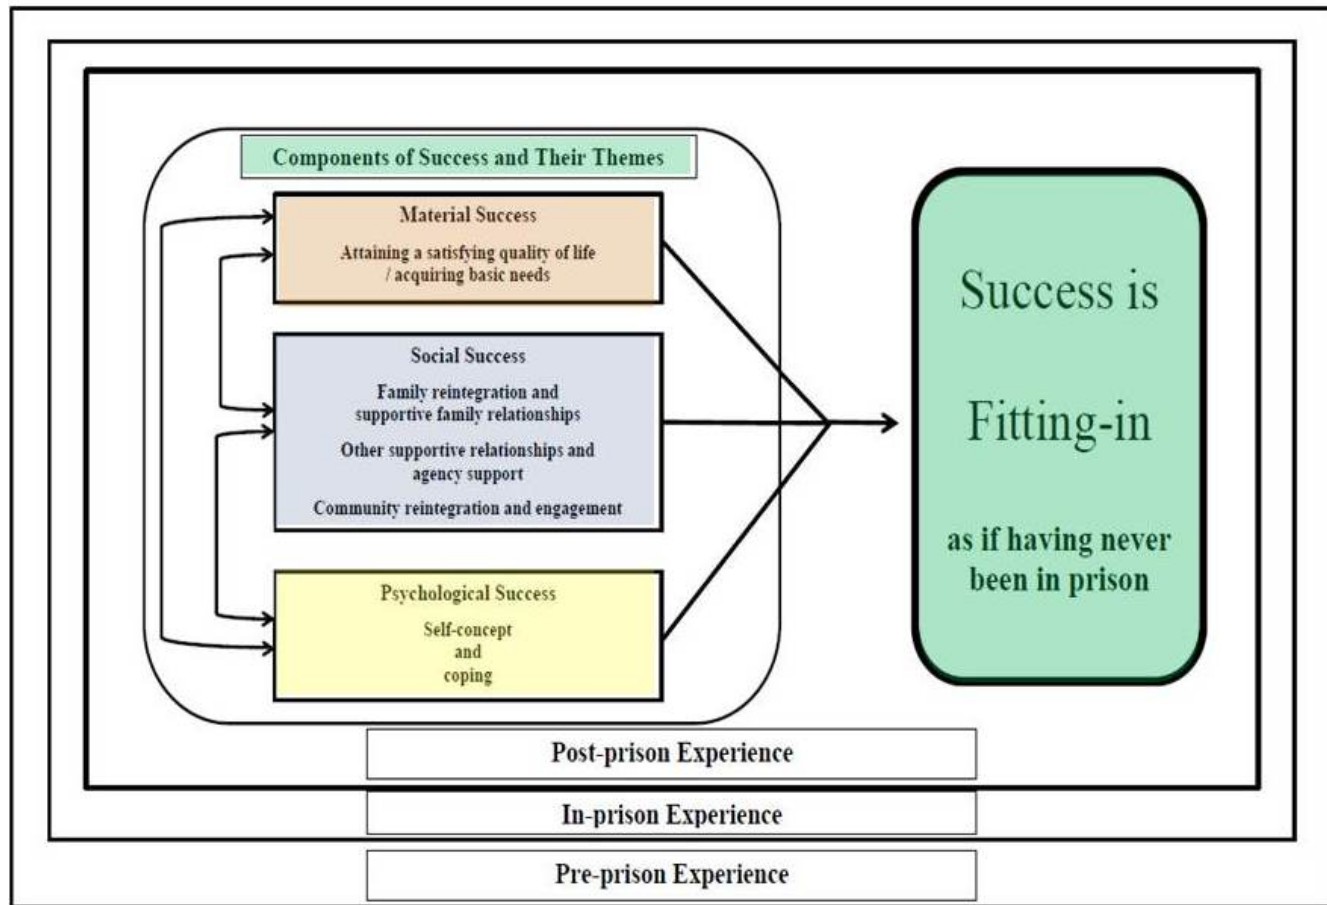 Components of Success and Their Themes
Material Success
Attaining a satisfying quality of life
/ acquiring basic needs
Social Success
Family reintegration and
supportive family relationships
Other supportive relationships and
agency support
Community reintegration and engagement
Psychological Success
Self-concept
and
coping
Success is
Fitting-in
as if having never
been in prison
Post-prison Experience
In-prison Experience
Pre-prison Experience